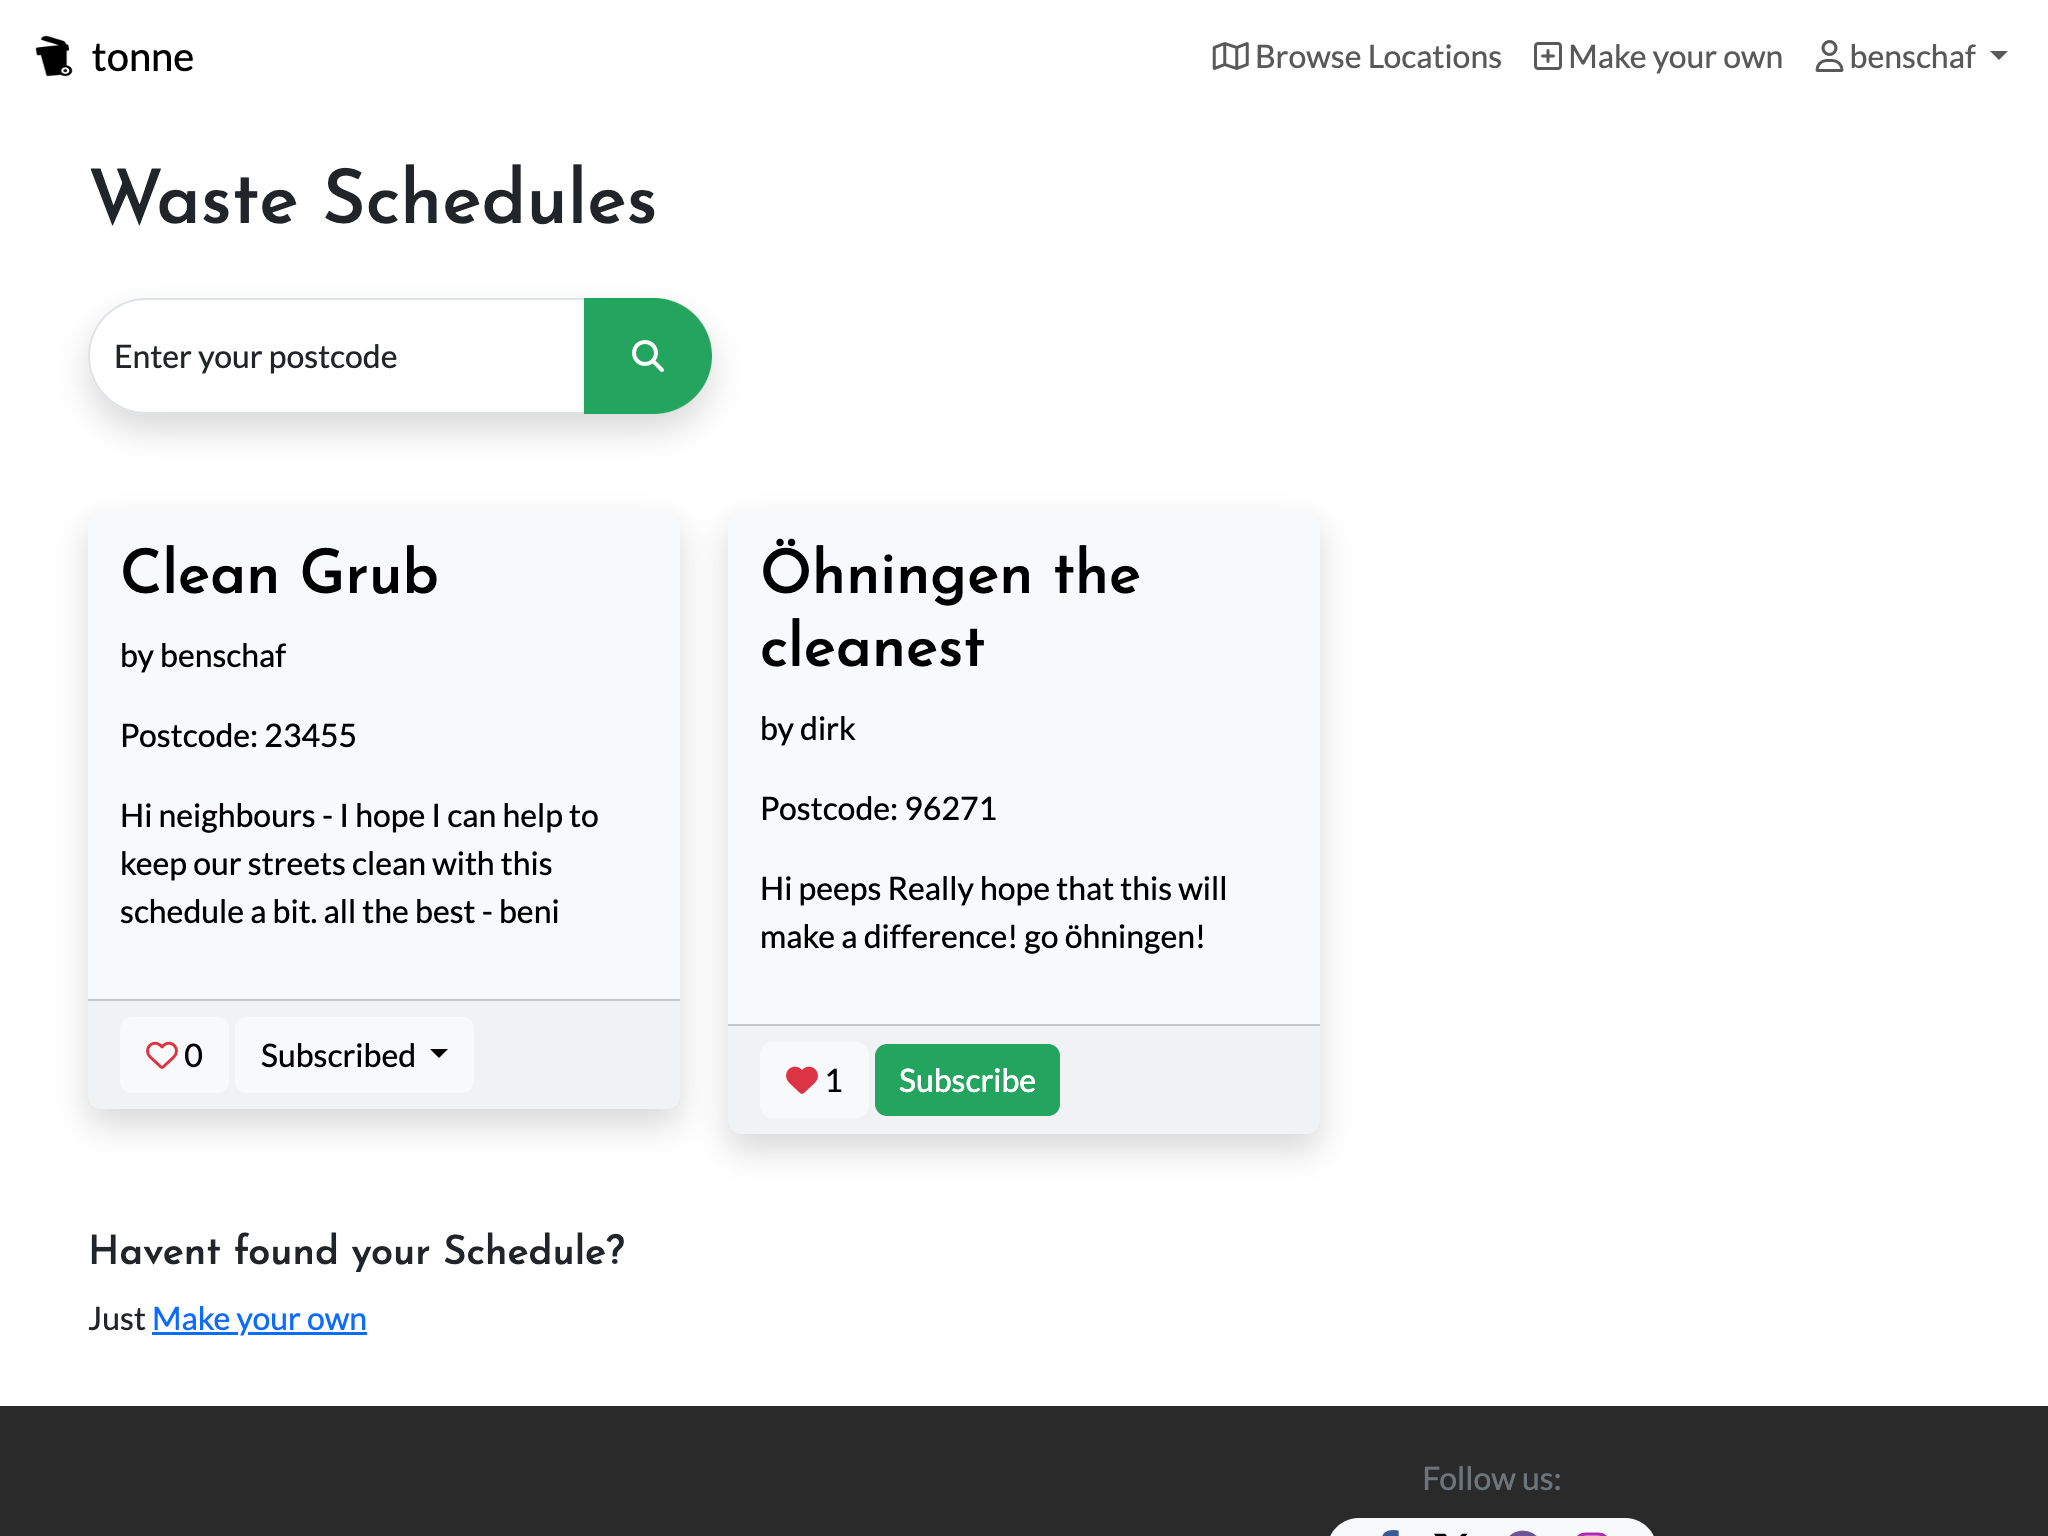 tonne
Browse Locations
Make your own
benschaf
Waste Schedules
Enter your postcode
Clean Grub
by benschaf
Postcode: 23455
Hi neighbours - I hope I can help to
keep our streets clean with this
schedule a bit. all the best - beni
0
Subscribed
Öhningen the
cleanest
by dirk
Postcode: 96271
Hi peeps Really hope that this will
make a difference! go öhningen!
1
Subscribe
Havent found your Schedule?
Just Make your own
Follow us: